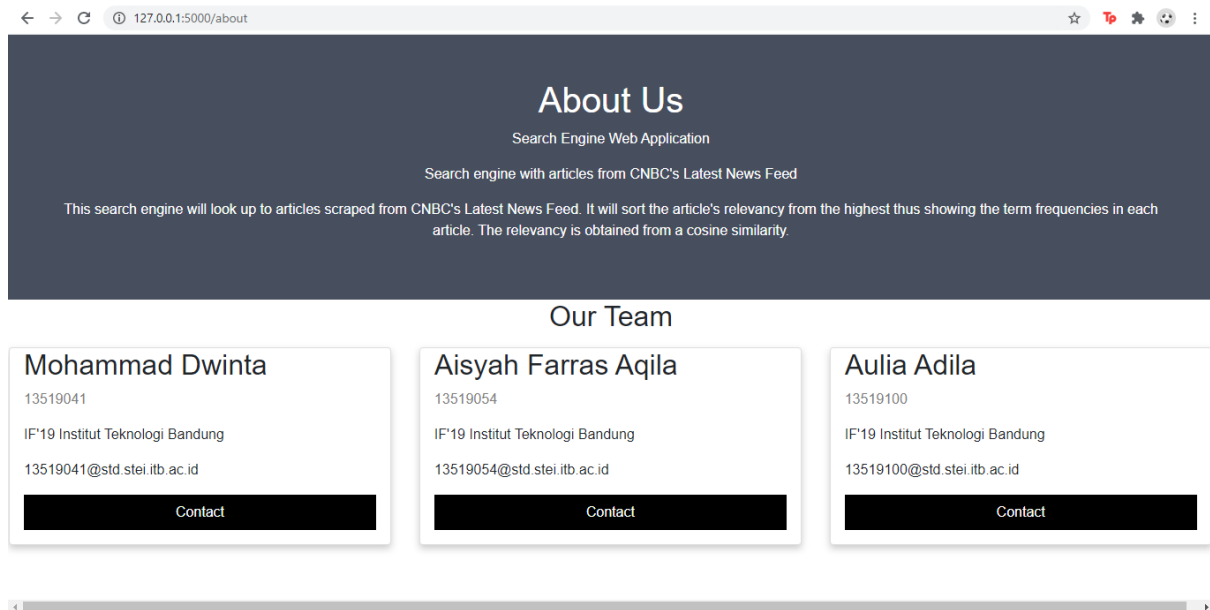 127.0.0.1:5000/about
Tp
About Us
Search Engine Web Application
Search engine with articles from CNBC's Latest News Feed
This search engine will look up to articles scraped from CNBC's Latest News Feed. It will sort the article's relevancy from the highest thus showing the term frequencies in each
article. The relevancy is obtained from a cosine similarity.
Our Team
Mohammad Dwinta
13519041
IF'19 Institut Teknologi Bandung
13519041@std.stei.itb.ac.id
Contact
Aisyah Farras Aqila
13519054
IF'19 Institut Teknologi Bandung
13519054@std.stei.itb.ac.id
Contact
Aulia Adila
13519100
IF'19 Institut Teknologi Bandung
13519100@std.stei.itb.ac.id
Contact